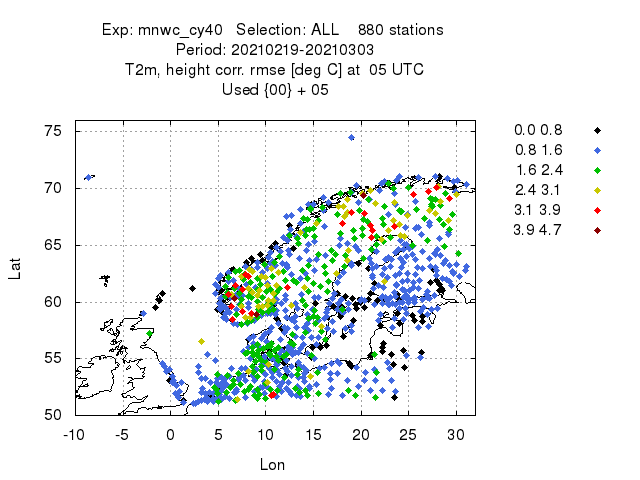 Exp: mnwc_cy40 Selection: ALL 880 stations
Period: 20210219-20210303
T2m, height corr. rmse [deg C] at 05 UTC
Used {00} + 05
0.0 0.8
0.8 1.6
1.6 2.4
2.4 3.1
3.1 3.9
3.9 4.7
75
70
65
60
55
50
Lat
-10 -5 0 5 10 15 20 25 30
Lon